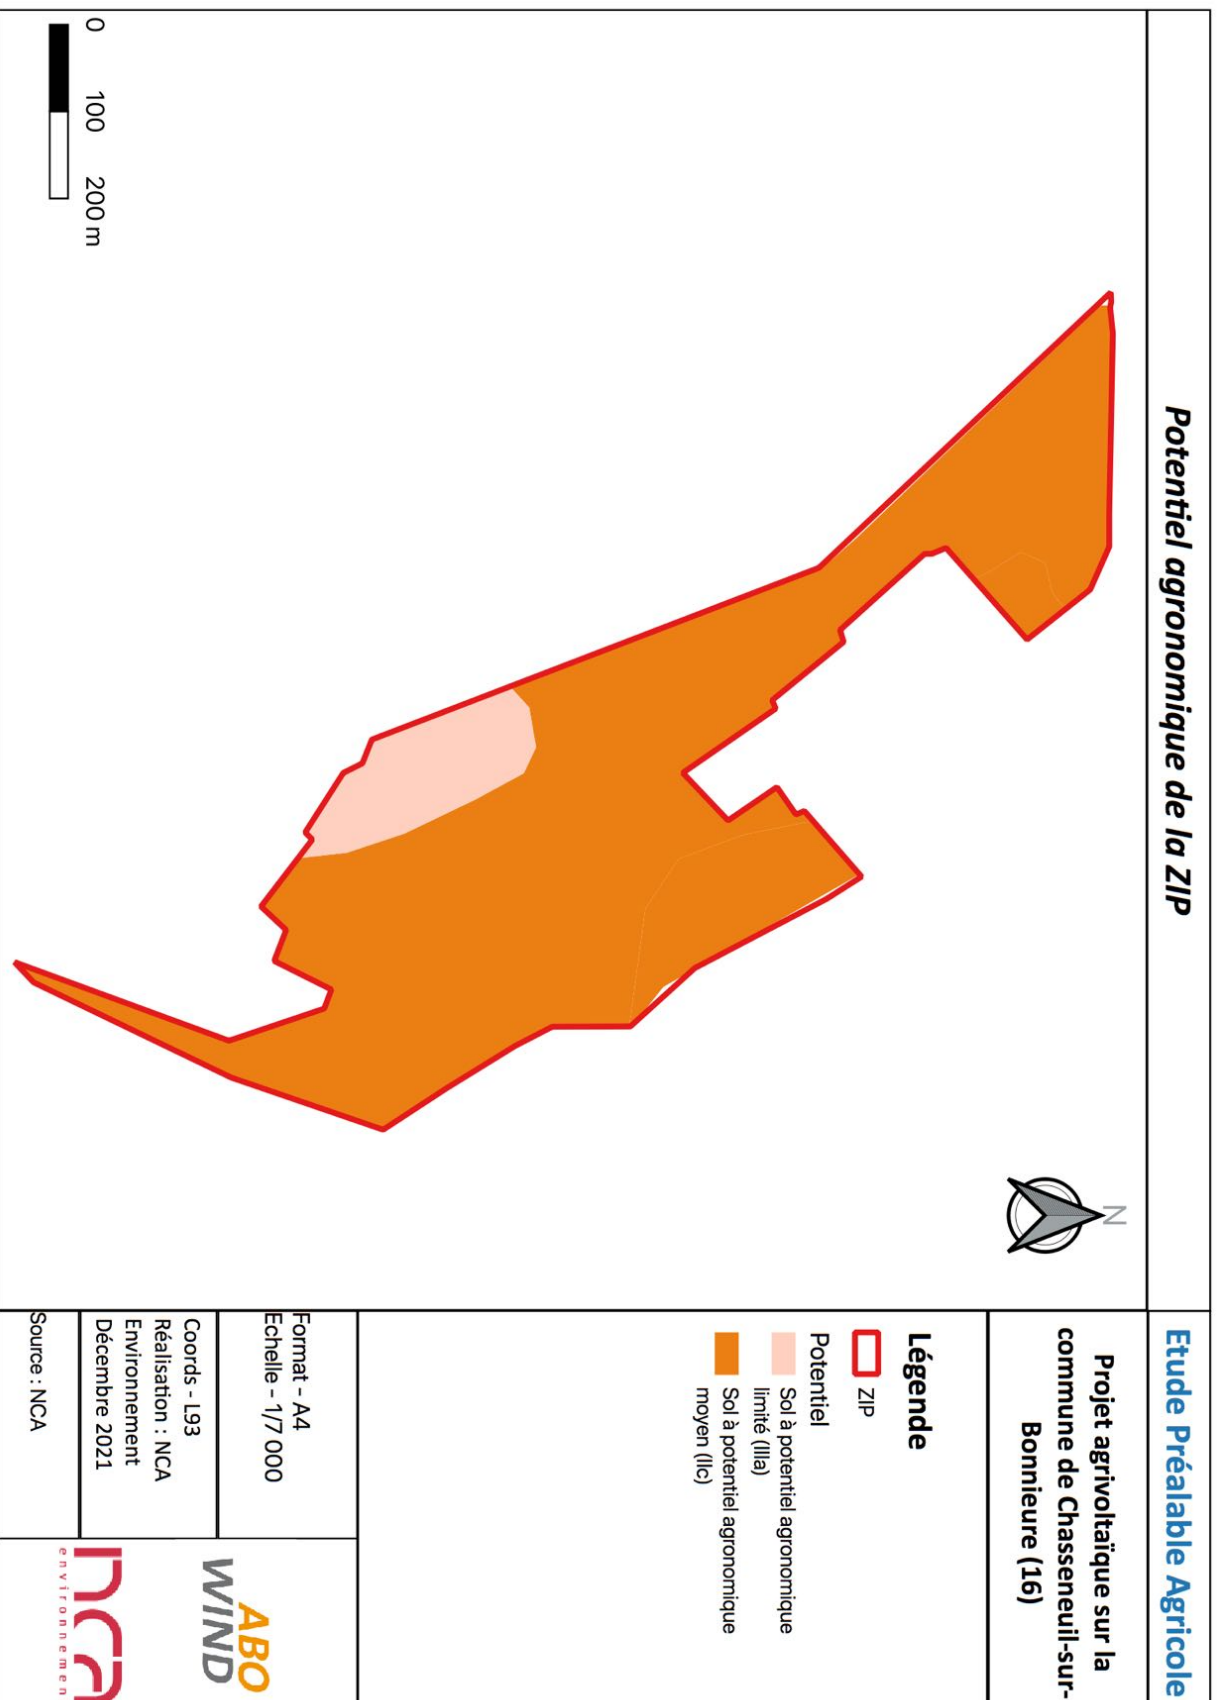 Potentiel agronomique de la ZIP
N
0 100 200 m
Etude Préalable Agricole
Projet agrivoltaïque sur la
commune de Chasseneuil-sur-
Bonnieure (16)
Légende
ZIP
Potentiel
Sol à potentiel agronomique
limité (IIIa)
Sol à potentiel agronomique
moyen (IIc)
Format - A4
Echelle - 1/7 000
Coords - L93
Réalisation : NCA
Environnement
Décembre 2021
Source : NCA
ABO
WIND
nca
environnemen